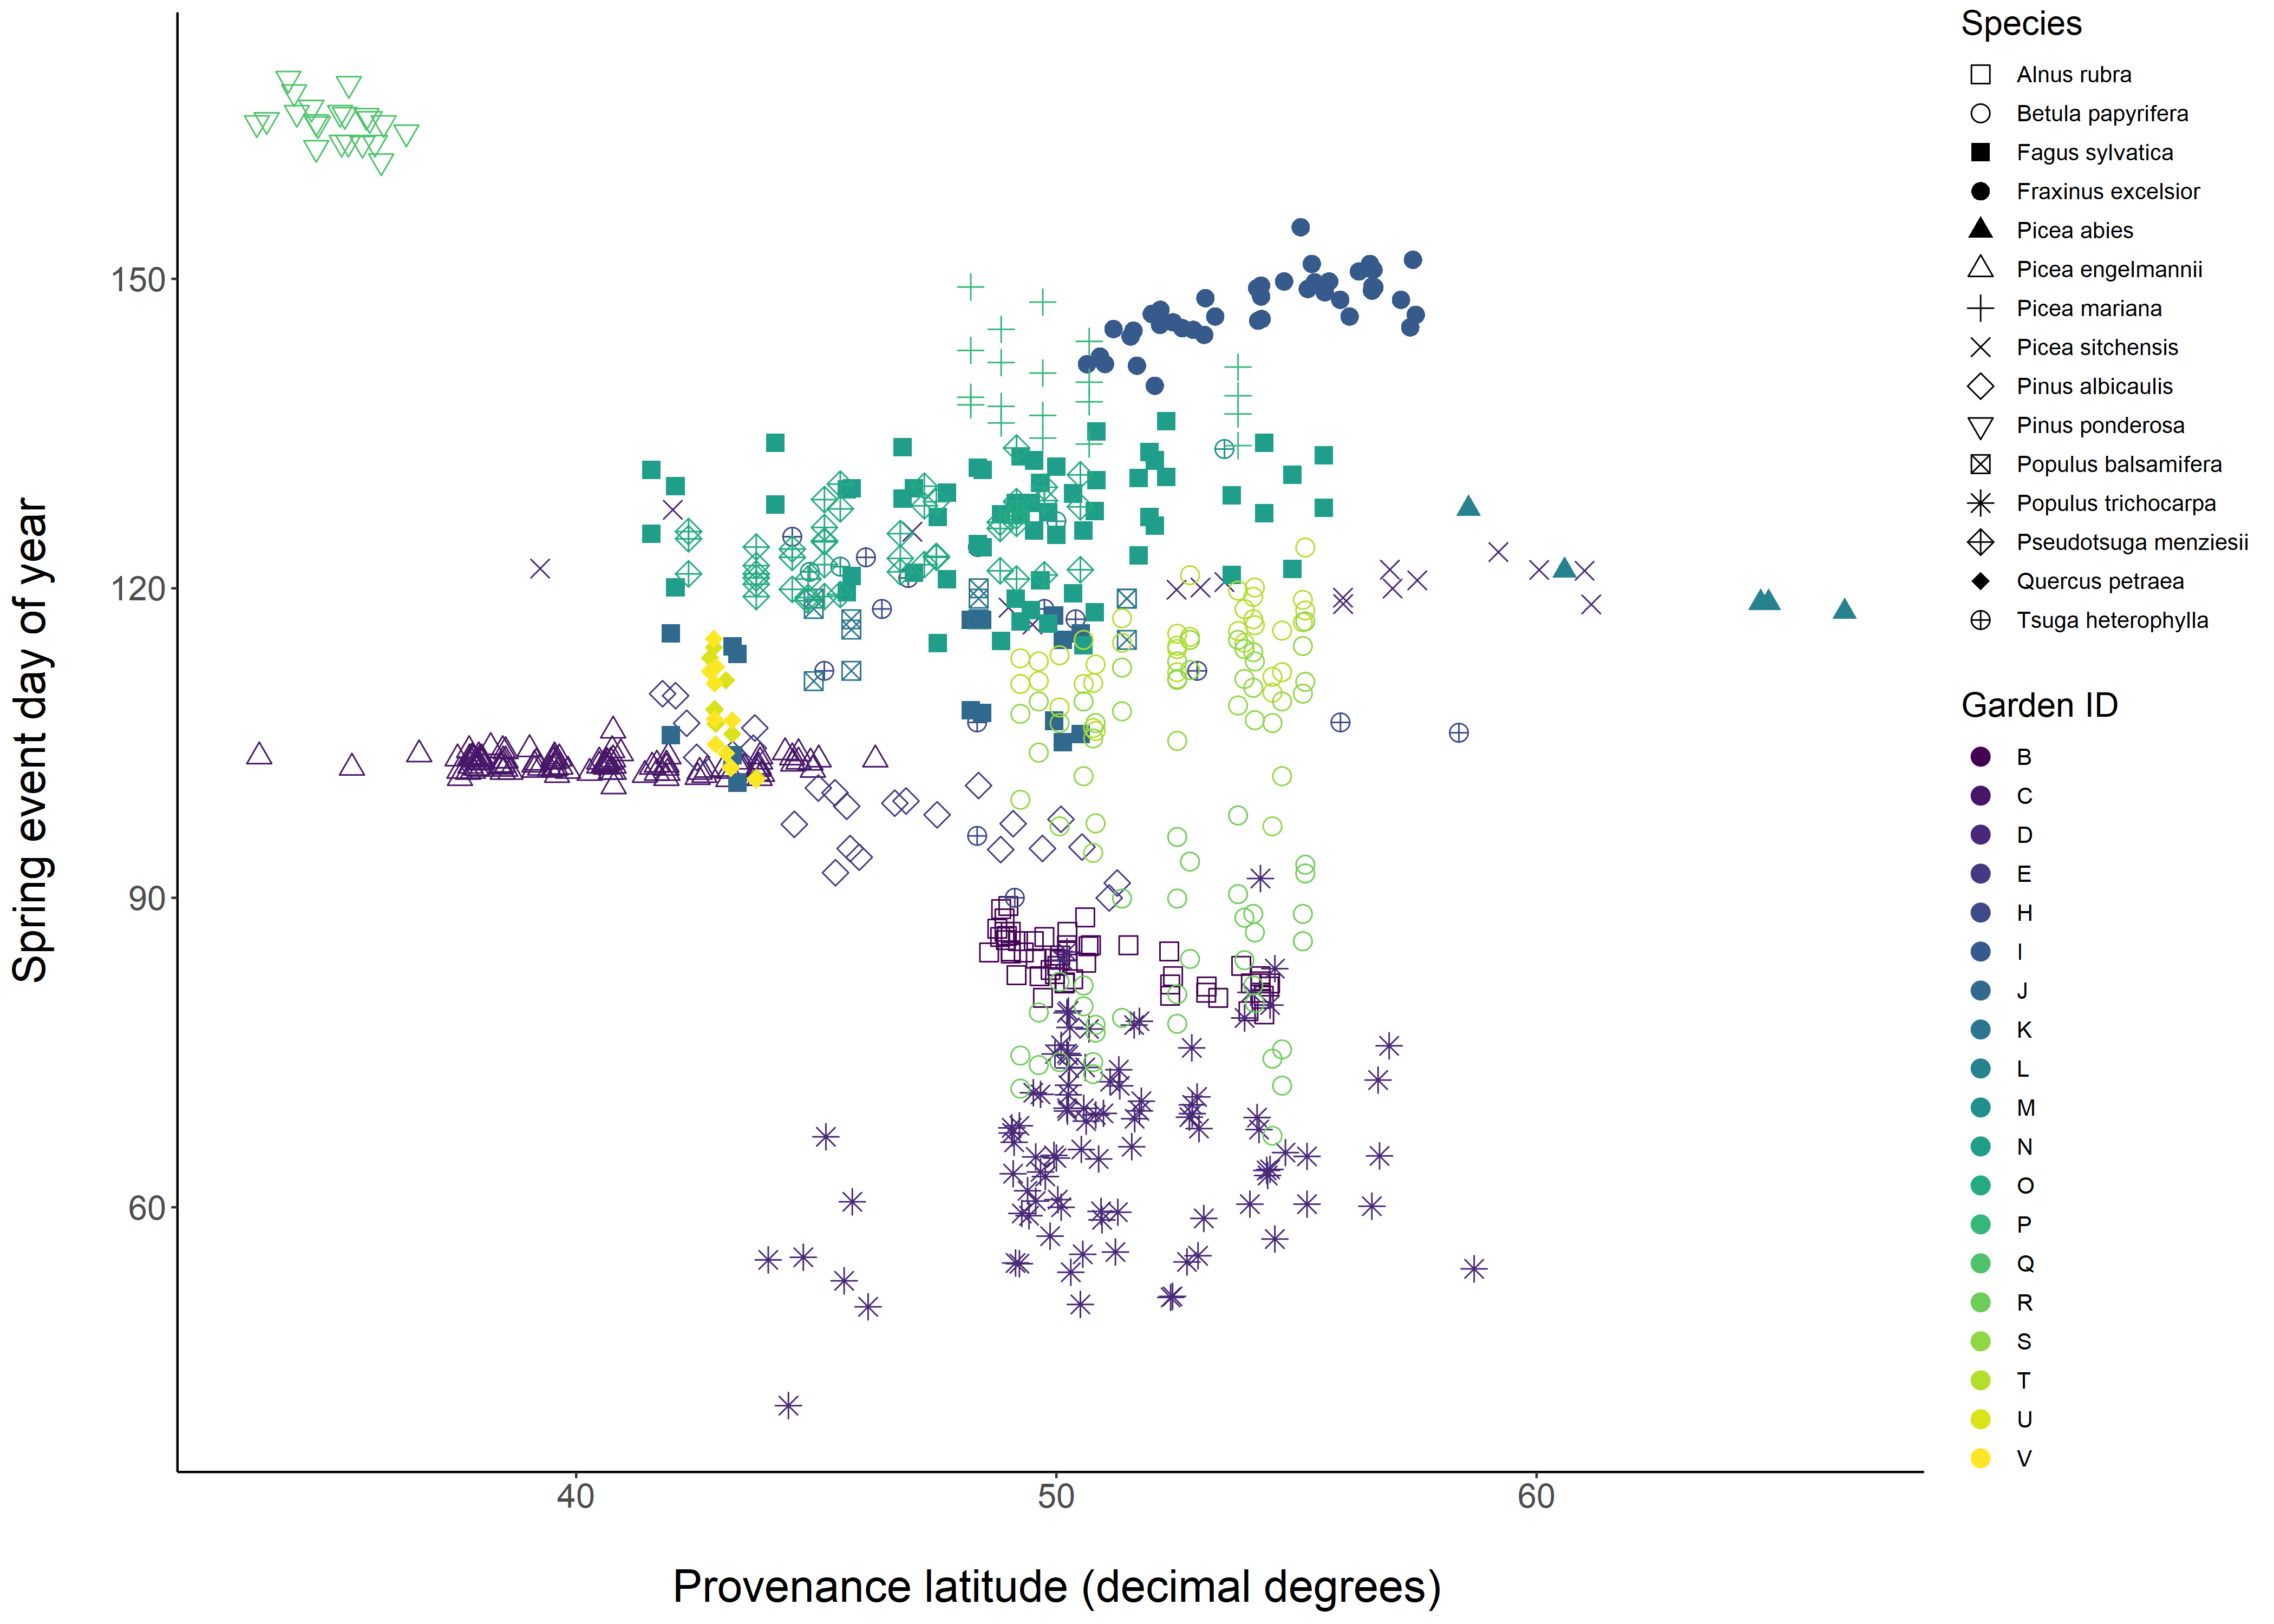 Spring event day of year
150
120
90
60
40
50
60
Provenance latitude (decimal degrees)
Species
Alnus rubra
Betula papyrifera
Fagus sylvatica
Fraxinus excelsior
Picea abies
Picea engelmannii
Picea mariana
Picea sitchensis
Pinus albicaulis
Pinus ponderosa
Populus balsamifera
Populus trichocarpa
Pseudotsuga menziesii
Quercus petraea
Tsuga heterophylla
Garden ID
B
C
D
E
H
I
J
K
L
M
N
O
P
Q
R
S
T
U
V